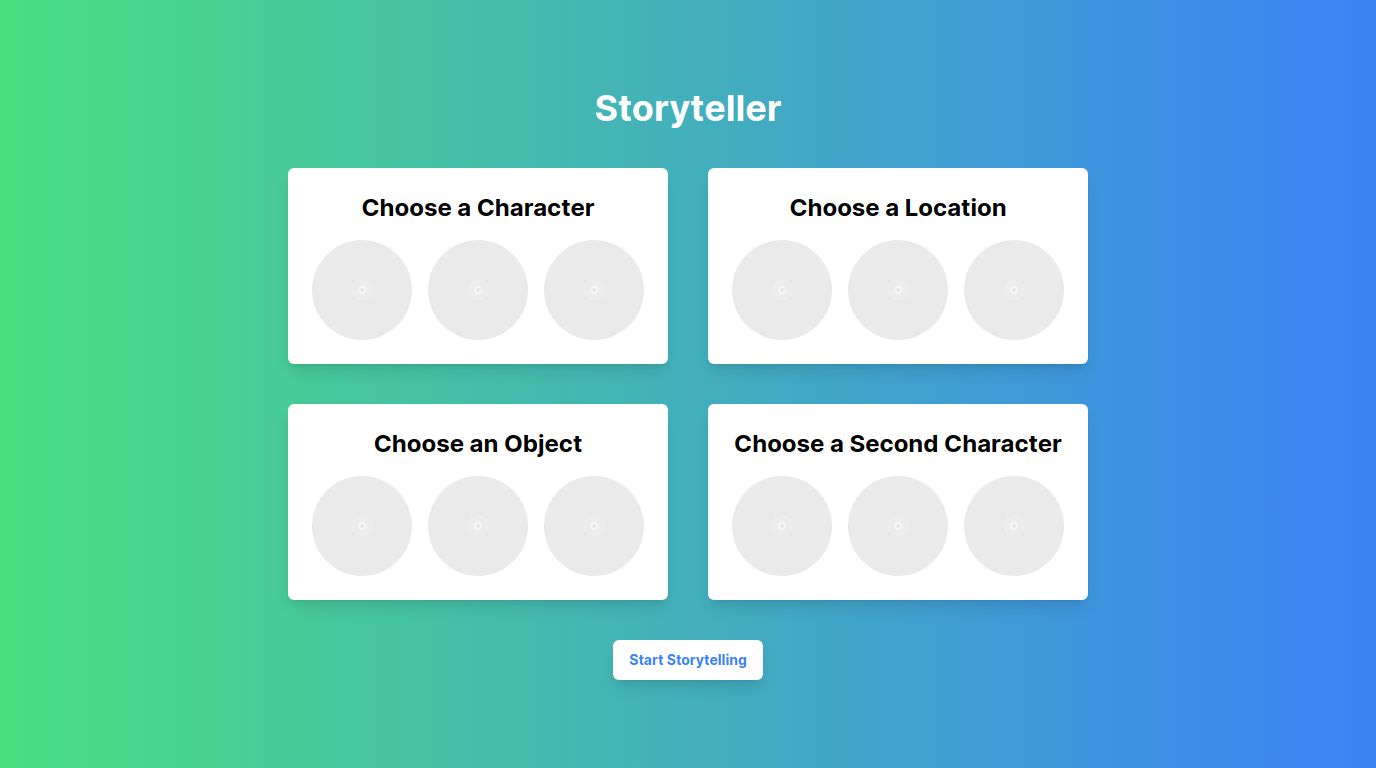 Storyteller
Choose a Character
Choose a Location
Choose an Object
Choose a Second Character
Start Storytelling